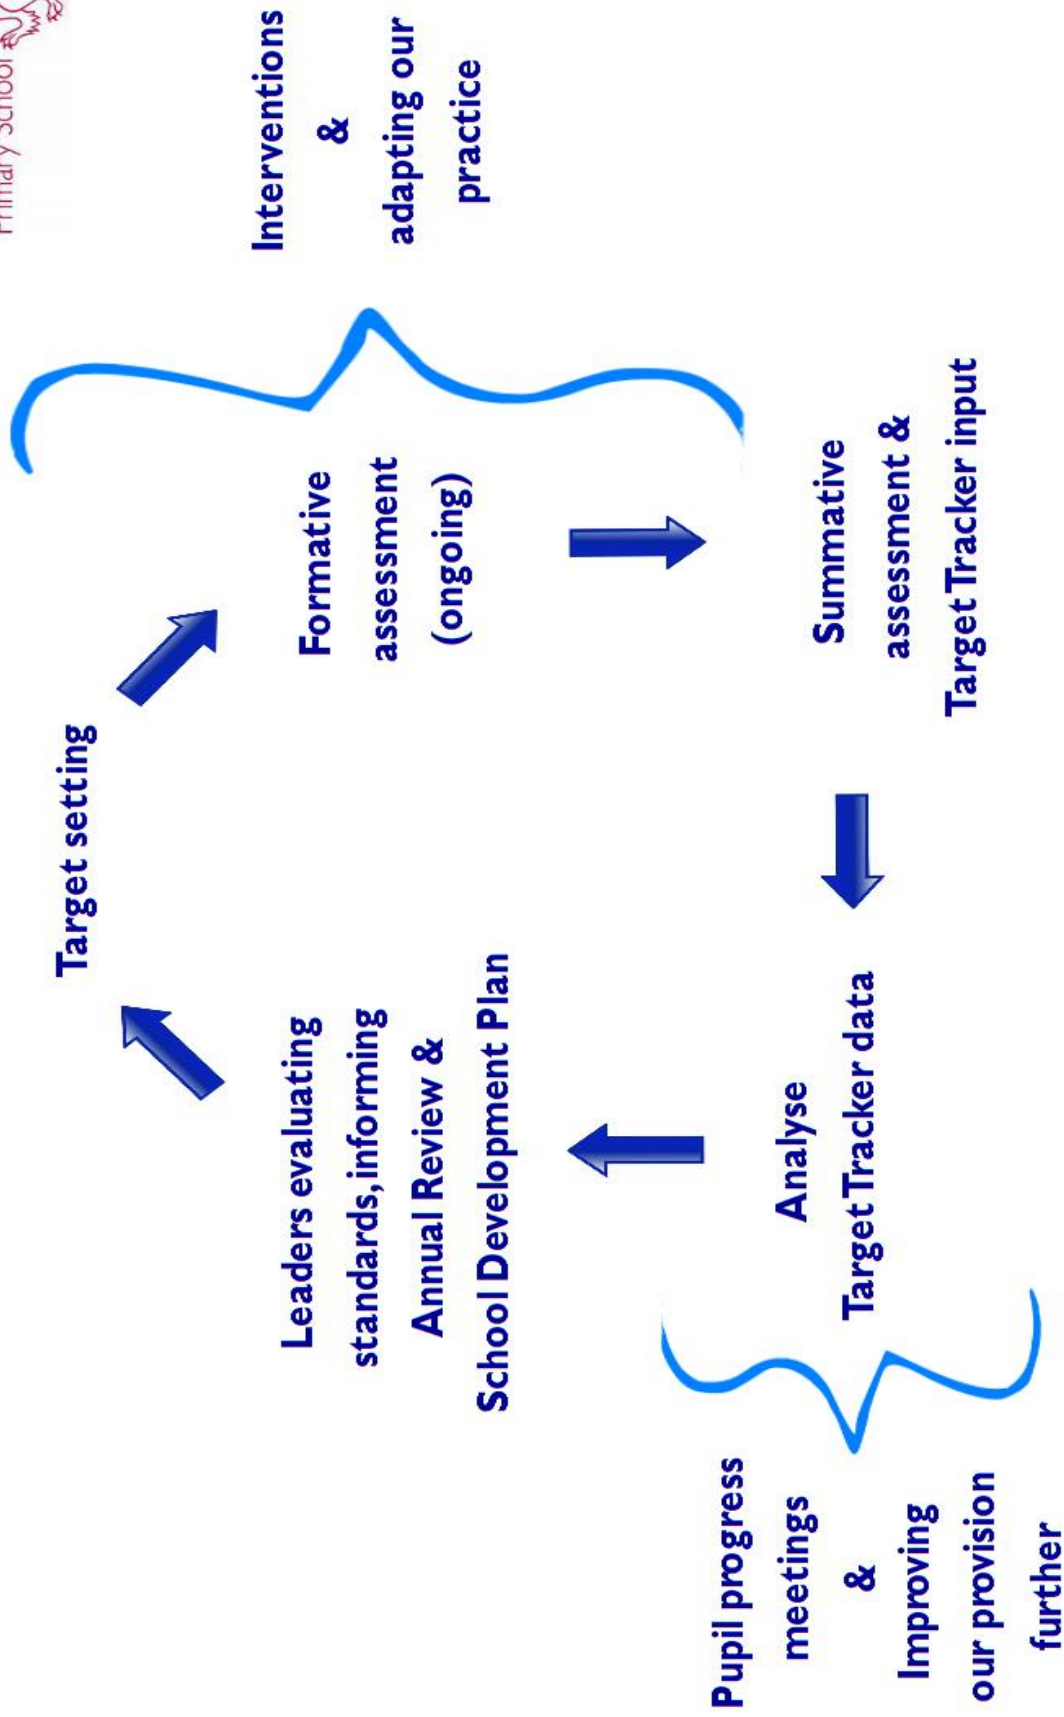 Primary School
Target setting
Formative
assessment
(ongoing)
Interventions
&
adapting our
practice
Summative
assessment &
Target Tracker input
Analyse
Target Tracker data
Pupil progress
meetings
&
Improving
our provision
further
Leaders evaluating
standards, informing
Annual Review &
School Development Plan